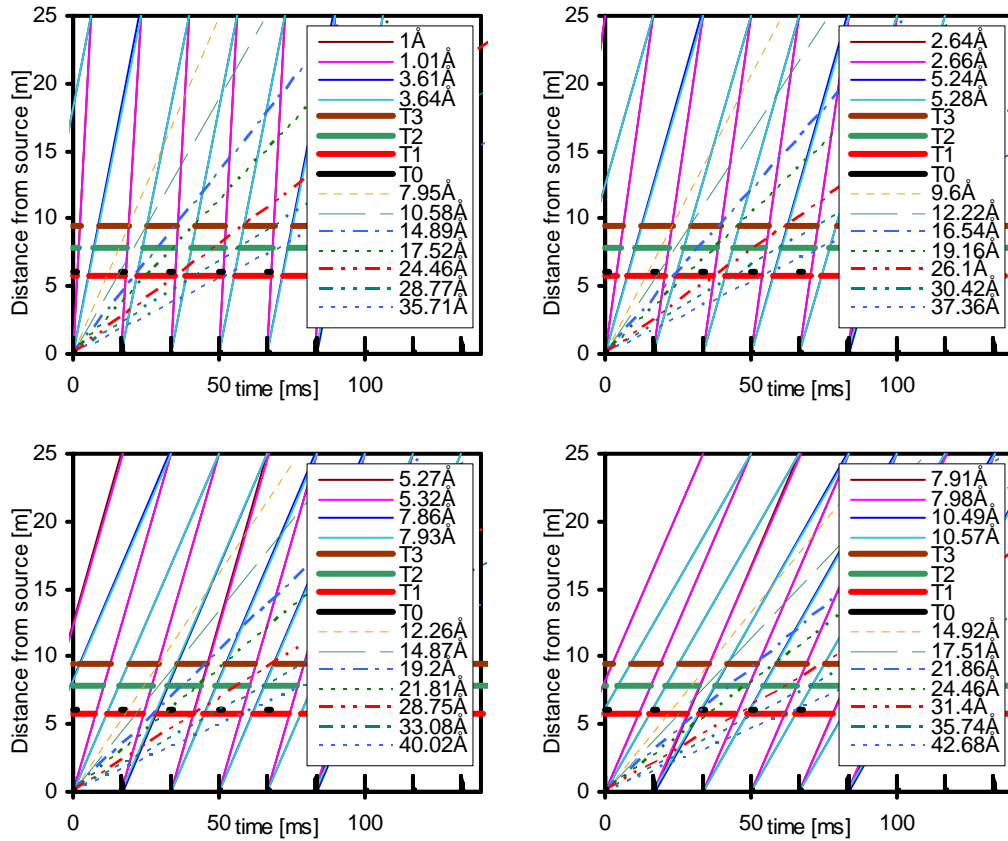 25
20
15
10
5
0
Distance from source [m]
0
50
100
time [ms]
1Å
1.01Å
3.61Å
3.64Å
T3
T2
T1
T0
7.95Å
10.58Å
14.89Å
17.52Å
24.46Å
28.77Å
35.71Å
25
20
15
10
5
0
Distance from source [m]
0
50
100
time [ms]
2.64Å
2.66Å
5.24Å
5.28Å
T3
T2
T1
T0
9.6Å
12.22Å
16.54Å
19.16Å
26.1Å
30.42Å
37.36Å
25
20
15
10
5
0
Distance from source [m]
0
50
100
time [ms]
5.27Å
5.32Å
7.86Å
7.93Å
T3
T2
T1
T0
12.26Å
14.87Å
19.2Å
21.81Å
28.75Å
33.08Å
40.02Å
25
20
15
10
5
0
Distance from source [m]
0
50
100
time [ms]
7.91Å
7.98Å
10.49Å
10.57Å
T3
T2
T1
T0
14.92Å
17.51Å
21.86Å
24.46Å
31.4Å
35.74Å
42.68Å